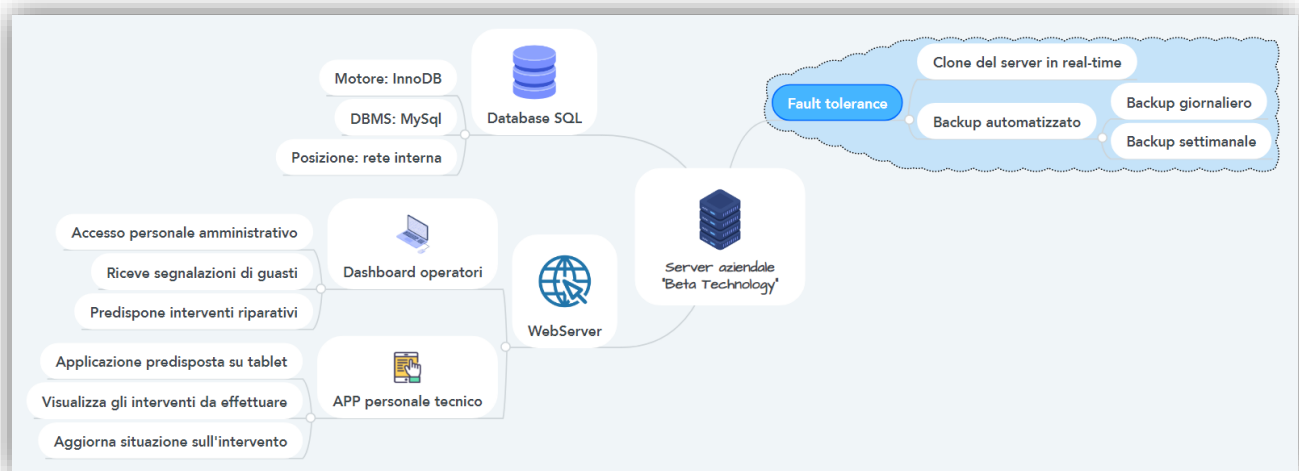 Motore: InnoDB
DBMS: MySql
Posizione: rete interna
Database SQL
Fault tolerance
Clone del server in real-time
Backup automatizzato
Backup giornaliero
Backup settimanale
Server aziendale
"Beta Technology"
Accesso personale amministrativo
Riceve segnalazioni di guasti
Predispone interventi riparativi
Dashboard operatori
WebServer
Applicazione predisposta su tablet
Visualizza gli interventi da effettuare
Aggiorna situazione sull'intervento
APP personale tecnico